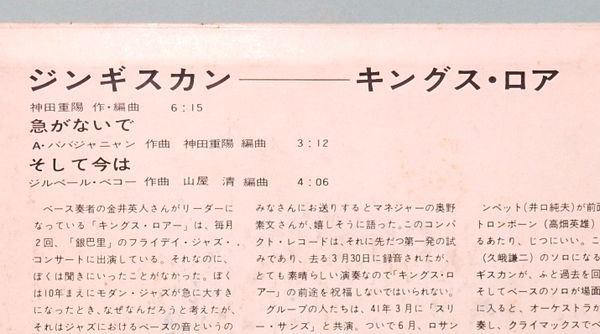 ジンギスカン――――キングス・ロア
神田重陽 作・編曲 6:15
急がないで
A・ババジャニャン 作曲 神田重陽 編曲 3:12
そして今は
ジルベール・ベコー 作曲 山屋 清 編曲 4:06
ベース奏者の金井英人さんがリーダーに
なっている「キングス・ロアー」は、毎月
2回、「銀巴里」のフライデイ・ジャズ・
コンサートに出演している。それなのに、
ぼくは聞きにいったことがなかった。ぼく
は10年まえにモダン・ジャズが急に大すき
になったとき、なぜなんだろうと考えたが、
それはジャズにおけるベースの音というの
みなさんにお送りするとマネジャーの奥野
素文さんが、嬉しそうに語った。このコンパ
クト・レコードは、それに先だつ第一発の試
みであり、去る3月30日に録音されたが、
とても素晴らしい演奏なので「キングス・ロ
アー」の前途を祝福しないではいられない。
グループの人たちは、41年3月に「スリ
ー・サンズ」と共演。ついで6月、ロサン
ンペット(井口純夫)が前面
トロンボーン(高畑英雄)
るあたり、じつにいい。こ
(久戒謙二)のソロになる
ギスカンが、ふと過去を回
そしてベースのソロが場面
に入ると、オーケストラが
奏し、クライマックスで